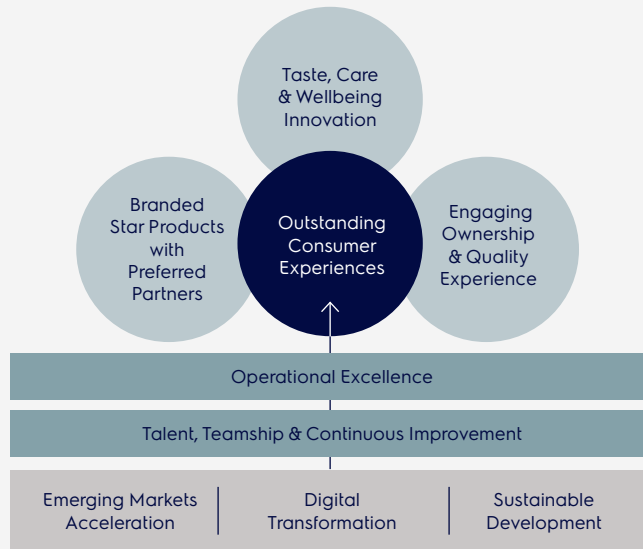 Taste, Care
& Wellbeing
Innovation
Branded
Star Products
with
Preferred
Partners
Outstanding
Consumer
Experiences
Engaging
Ownership
& Quality
Experience
Operational Excellence
Talent, Teamship & Continuous Improvement
Emerging Markets
Acceleration
Digital
Transformation
Sustainable
Development